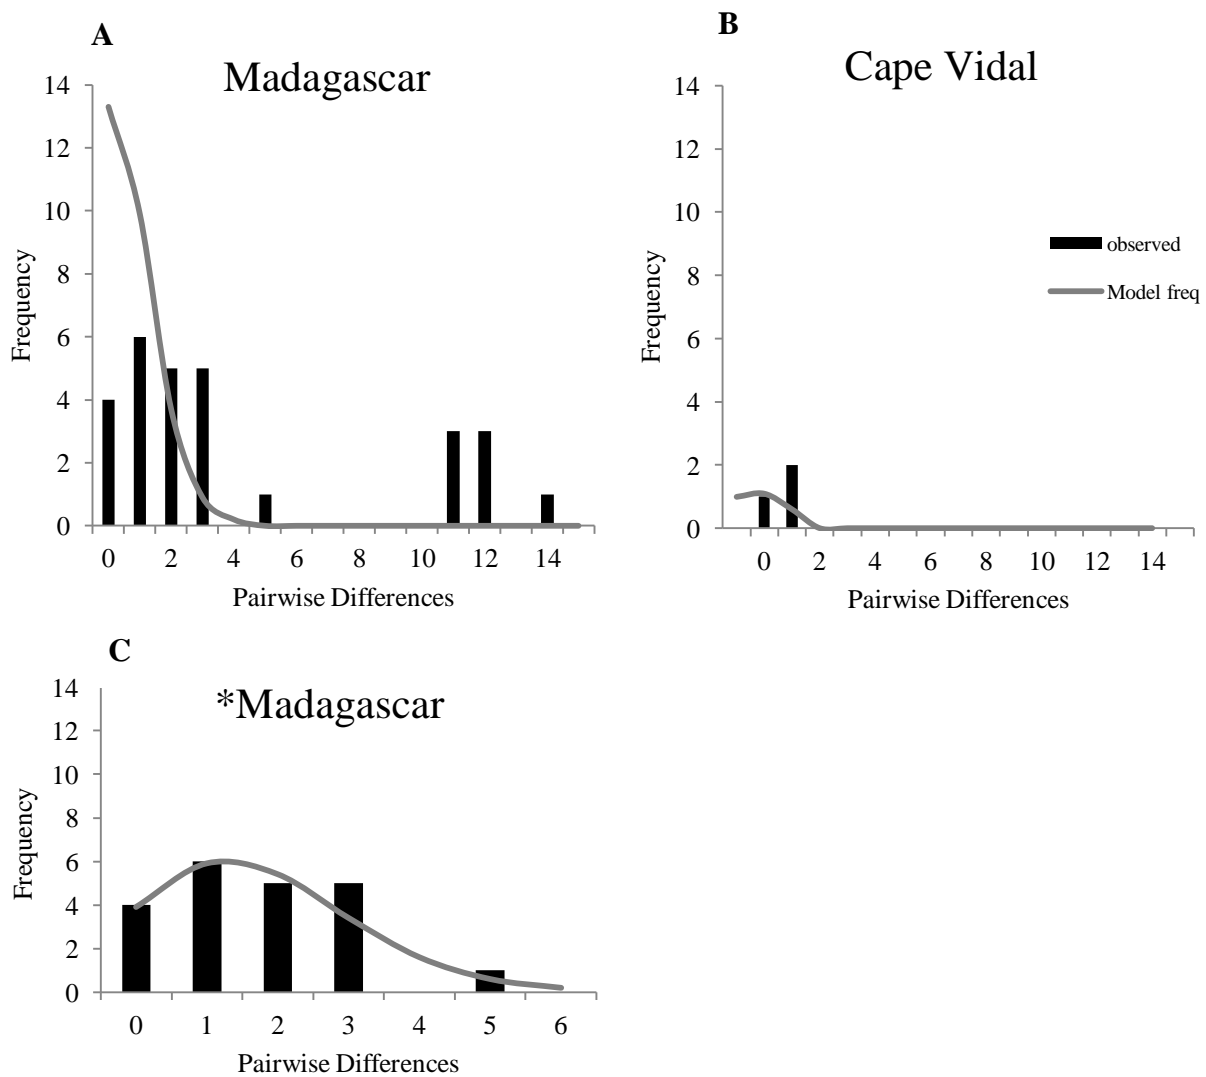 A
Madagascar
14
12
10
8
6
4
2
0
Frequency
0 2 4 6 8 10 12 14
Pairwise Differences
B
Cape Vidal
14
12
10
8
6
4
2
0
Frequency
observed
Model freq
0 2 4 6 8 10 12 14
Pairwise Differences
C
*Madagascar
14
12
10
8
6
4
2
0
Frequency
0 1 2 3 4 5 6
Pairwise Differences